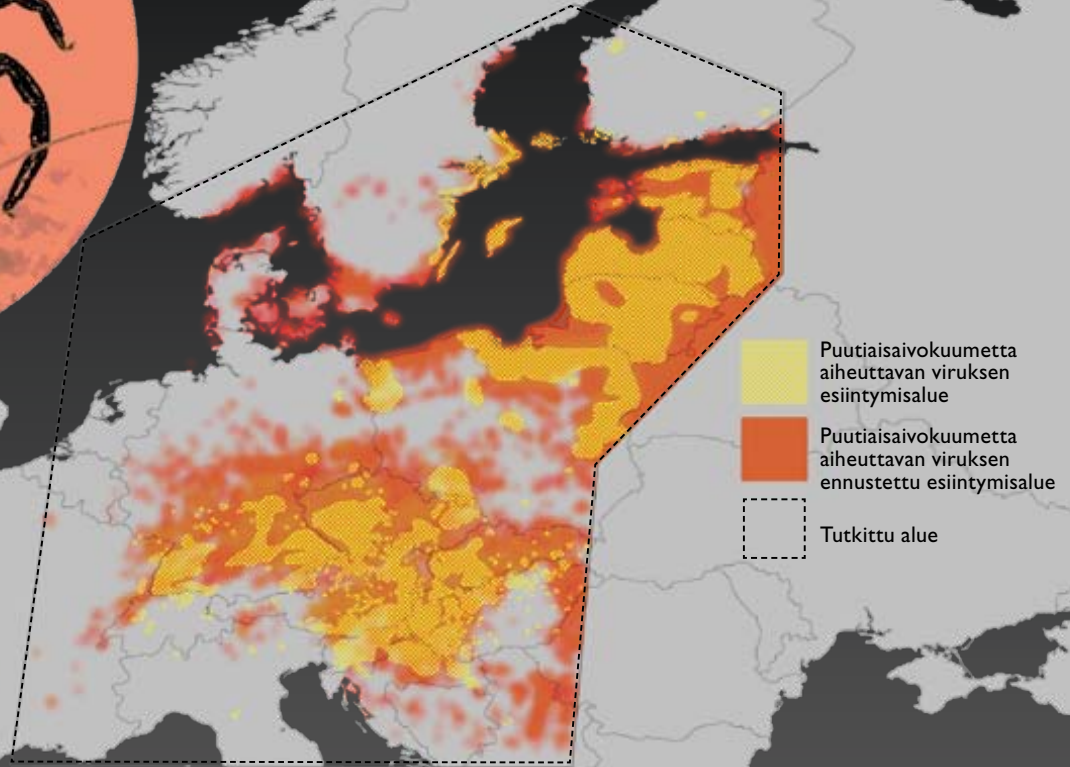 Puutiaisaivokuumetta
aiheuttavan viruksen
esiintymisalue
Puutiaisaivokuumetta
aiheuttavan viruksen
ennustettu esiintymisalue
Tutkittu alue